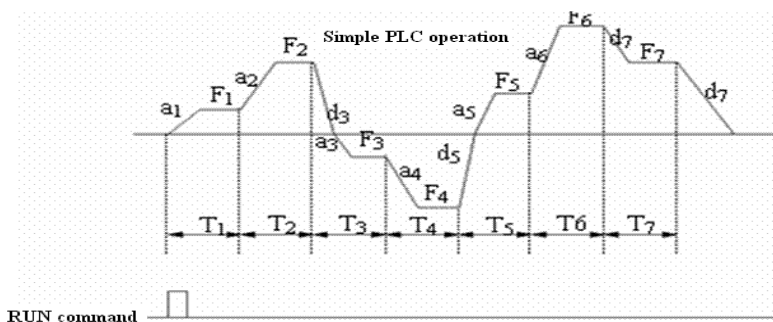 Simple PLC operation
F6
F2
a6
d7
F7
a2
F5
d7
a1
F1
d3
a5
a3
F3
d5
a4
F4
T1 T2 T3 T4 T5 T6 T7
RUN command